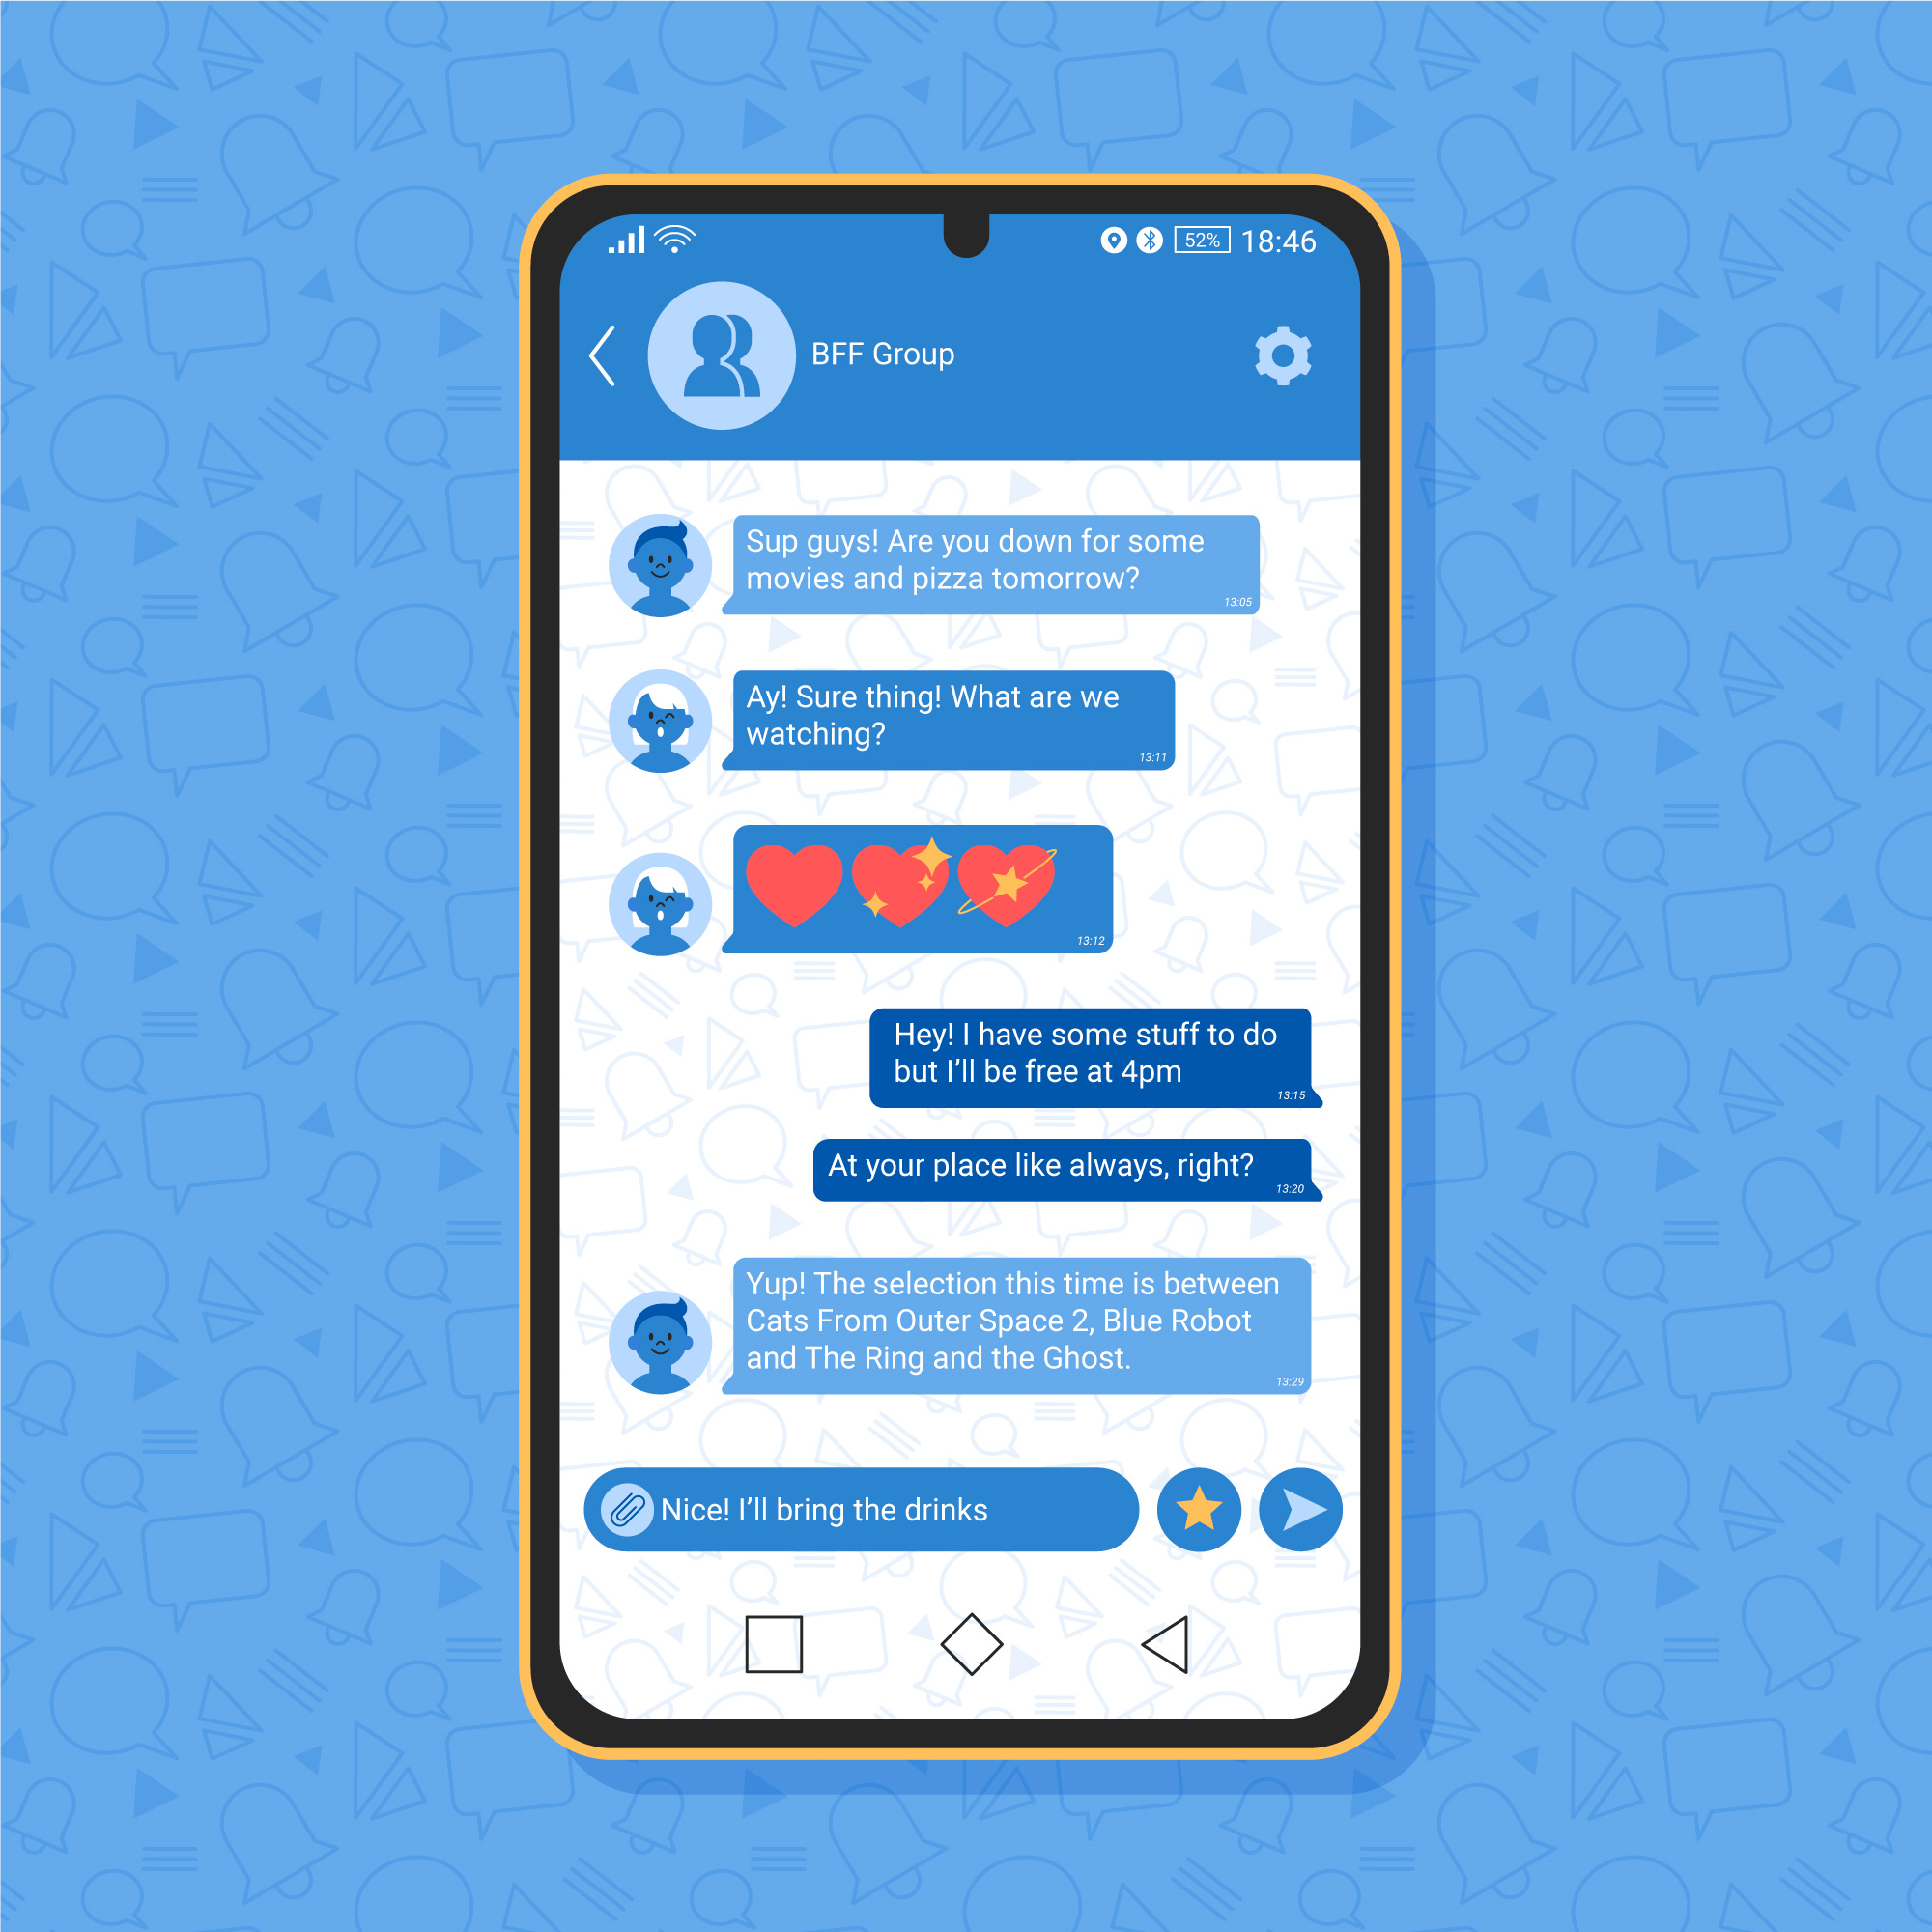 52% 18:46
BFF Group
Sup guys! Are you down for some
movies and pizza tomorrow?
13:05
Ay! Sure thing! What are we
watching?
13:11
13:12
Hey! I have some stuff to do
but I’ll be free at 4pm
13:15
At your place like always, right?
13:20
Yup! The selection this time is between
Cats From Outer Space 2, Blue Robot
and The Ring and the Ghost.
13:29
Nice! I’ll bring the drinks